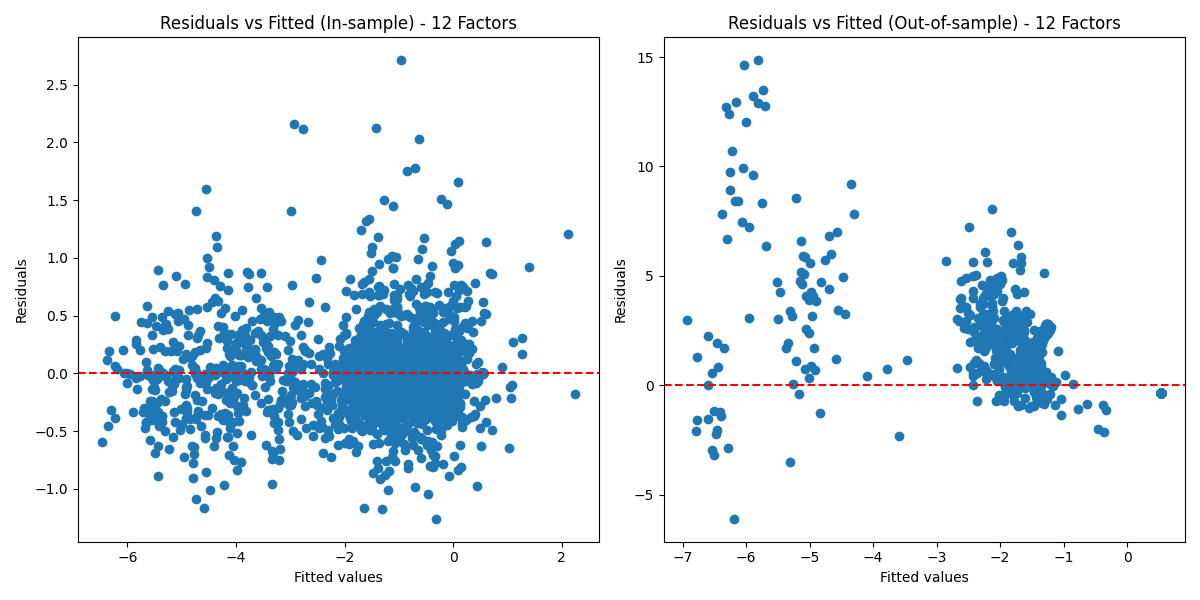 Residuals vs Fitted (In-sample) - 12 Factors
Residuals
2.5
2.0
1.5
1.0
0.5
0.0
−0.5
−1.0
−6 −4 −2 0 2
Fitted values
Residuals vs Fitted (Out-of-sample) - 12 Factors
Residuals
15
10
5
0
−5
−7 −6 −5 −4 −3 −2 −1 0
Fitted values